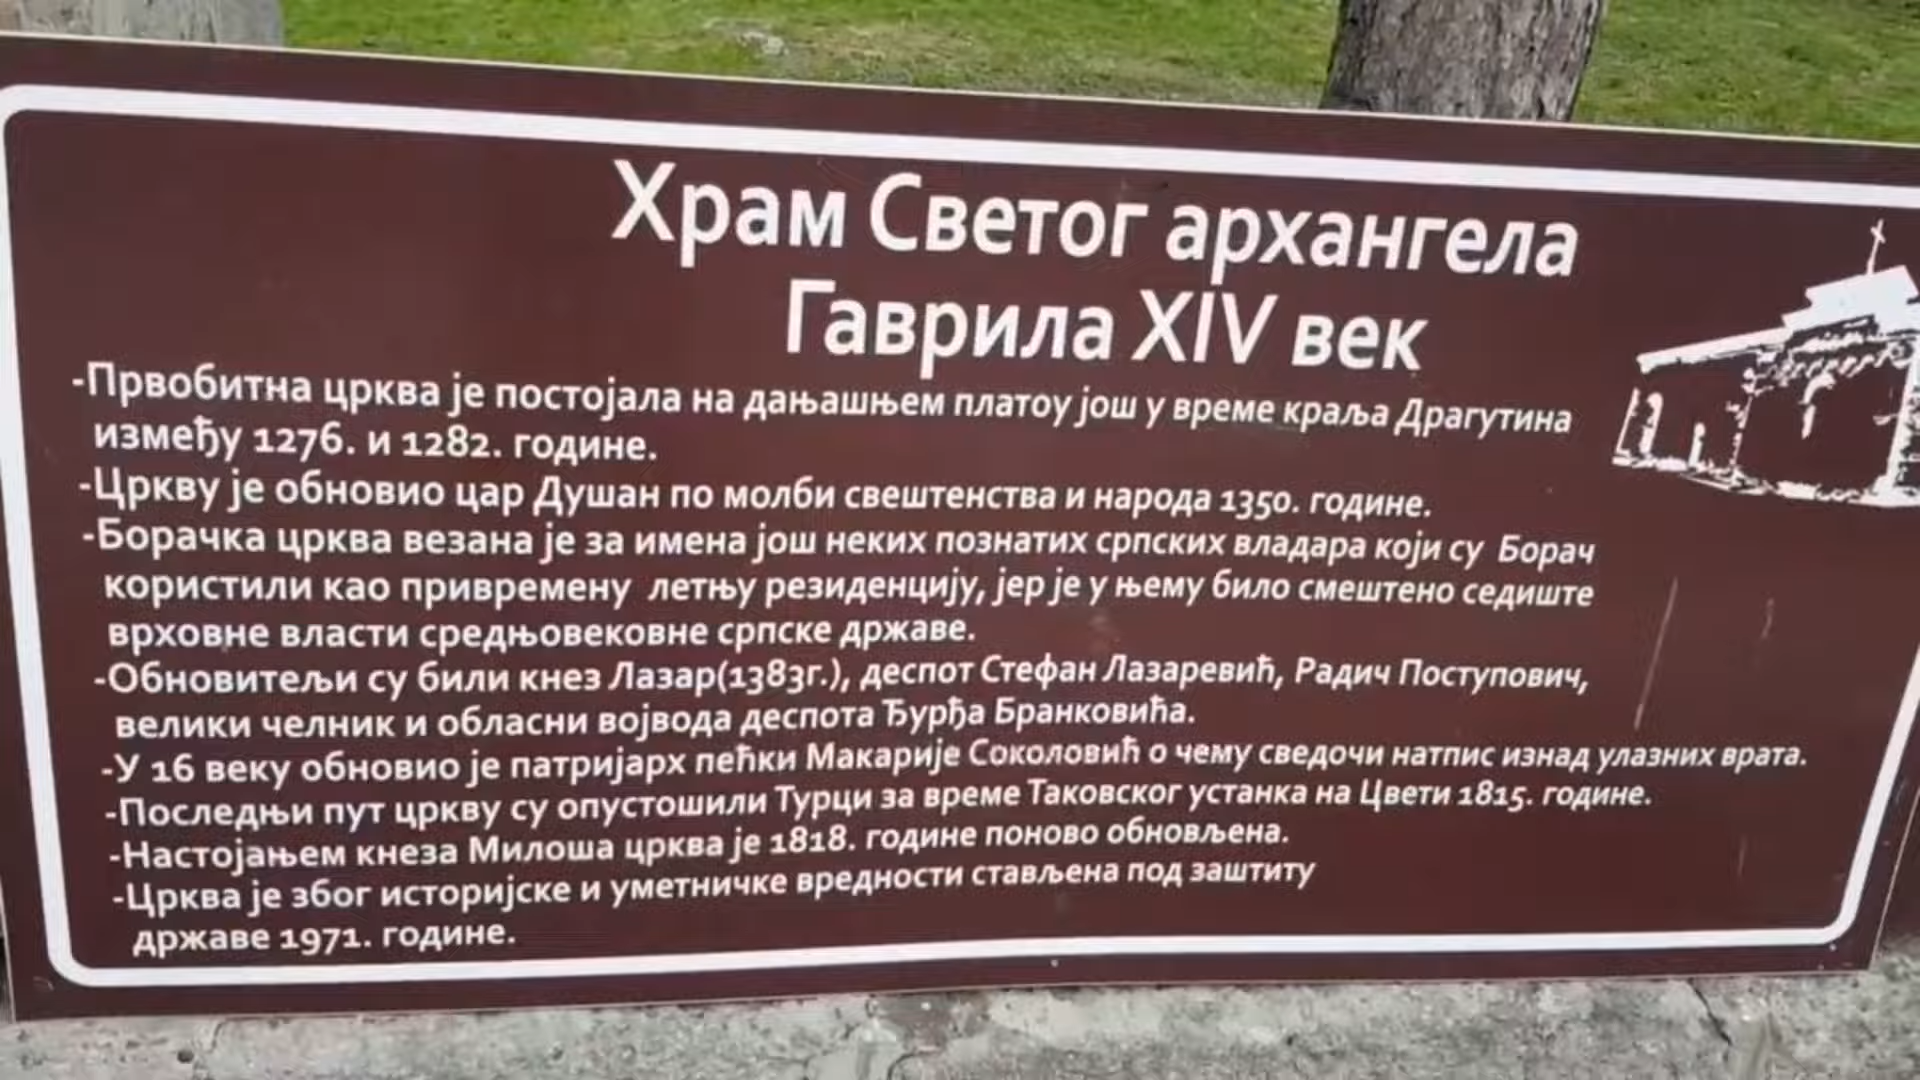 Храм Светог архангела
Гаврила XIV век
-Првобитна црква је постојала на дањашњем платоу још у време краља Драгутина
између 1276. и 1282. године.
-Цркву је обновио цар Душан по молби свештенства и народа 1350. године.
-Борачка црква везана је за имена још неких познатих српских владара који су Борач
користили као привремену летњу резиденцију, јер је у њему било смештено седиште
врховне власти средњовековне српске државе.
-Обновитељи су били кнез Лазар(1383г.), деспот Стефан Лазаревић, Радич Поступович,
велики челник и обласни војвода деспота Ђурђа Бранковића.
-У 16 веку обновио је патријарх пећки Макарије Соколовић о чему сведочи натпис изнад улазних врата.
-Последњи пут цркву су опустошили Турци за време Таковског устанка на Цвети 1815. године.
-Настојањем кнеза Милоша црква је 1818. године поново обновљена.
-Црква је због историјске и уметничке вредности стављена под заштиту
државе 1971. године.